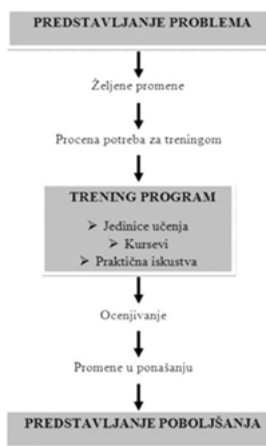 PREDSTAVLJANJE PROBLEMA
Željene promene
Procena potreba za treningom
TRENING PROGRAM
➢ Jedinice učenja
➢ Kursevi
➢ Praktična iskustva
Ocenjivanje
Promene u ponašanju
PREDSTAVLJANJE POBOLJŠANJA